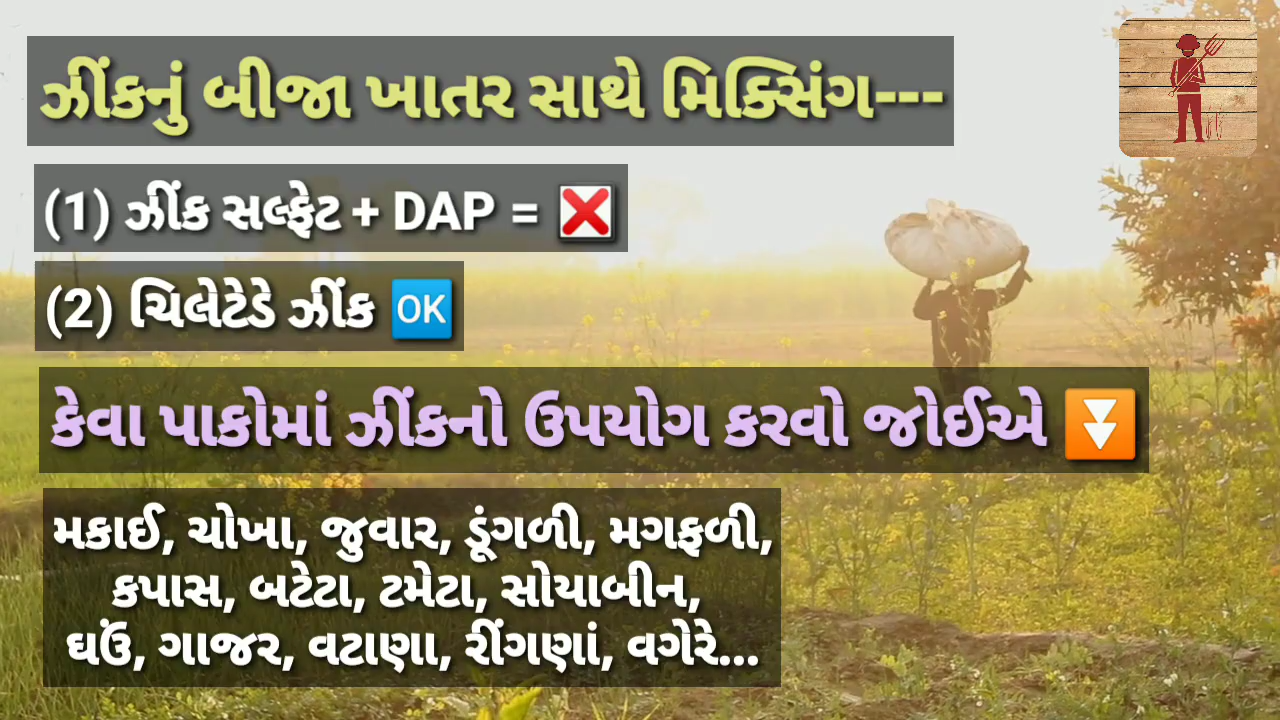 ઝીંકનું બીજા ખાતર સાથે મિક્સિંગ---
(1) ઝીંક સલ્ફેટ + DAP = ❌
(2) ચિલેટેડે ઝીંક 🆗
કેવા પાકોમાં ઝીંકનો ઉપયોગ કરવો જોઈએ ⏬
મકાઈ, ચોખા, જુવાર, ડૂંગળી, મગફળી,
કપાસ, બટેટા, ટમેટા, સોયાબીન,
ઘઉં, ગાજર, વટાણા, રીંગણાં, વગેરે...